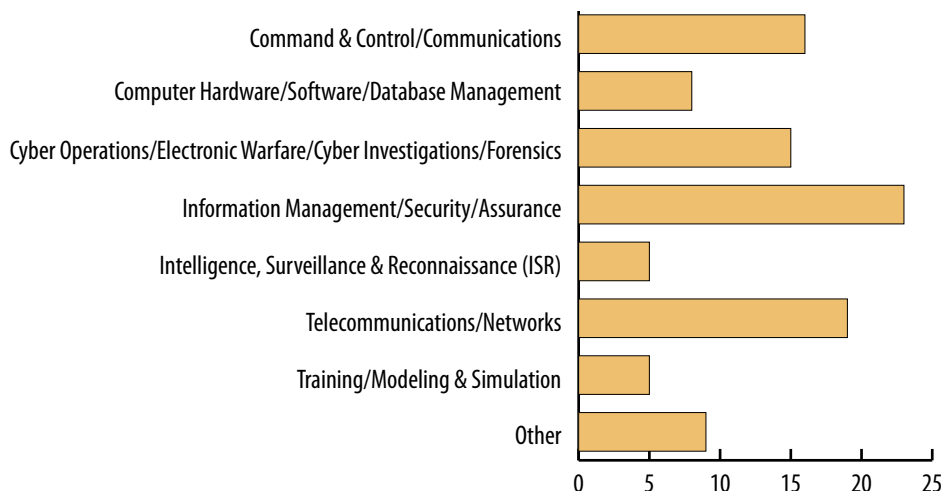 Command & Control/Communications
Computer Hardware/Software/Database Management
Cyber Operations/Electronic Warfare/Cyber Investigations/Forensics
Information Management/Security/Assurance
Intelligence, Surveillance & Reconnaissance (ISR)
Telecommunications/Networks
Training/Modeling & Simulation
Other
0 5 10 15 20 25